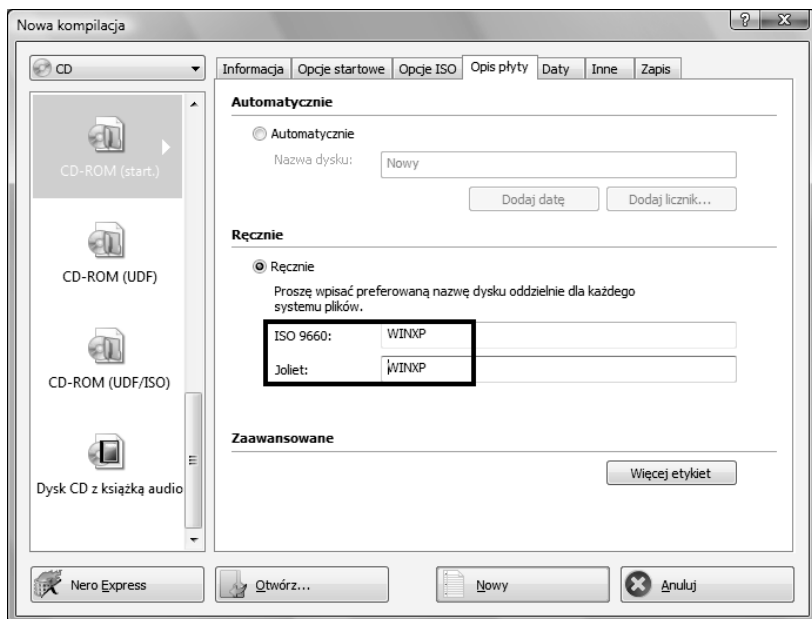 Nowa kompilacja
CD
CD-ROM (start.)
CD-ROM (UDF)
CD-ROM (UDF/ISO)
Dysk CD z książką audio
Informacja Opcje startowe Opcje ISO Opis płyty Daty Inne Zapis
Automatycznie
Automatycznie
Nazwa dysku: Nowy
Dodaj datę Dodaj licznik...
Ręcznie
Ręcznie
Proszę wpisać preferowaną nazwę dysku oddzielnie dla każdego
systemu plików.
ISO 9660: WINXP
Joliet: WINXP
Zaawansowane
Więcej etykiet
Nero Express Otwórz... Nowy Anuluj